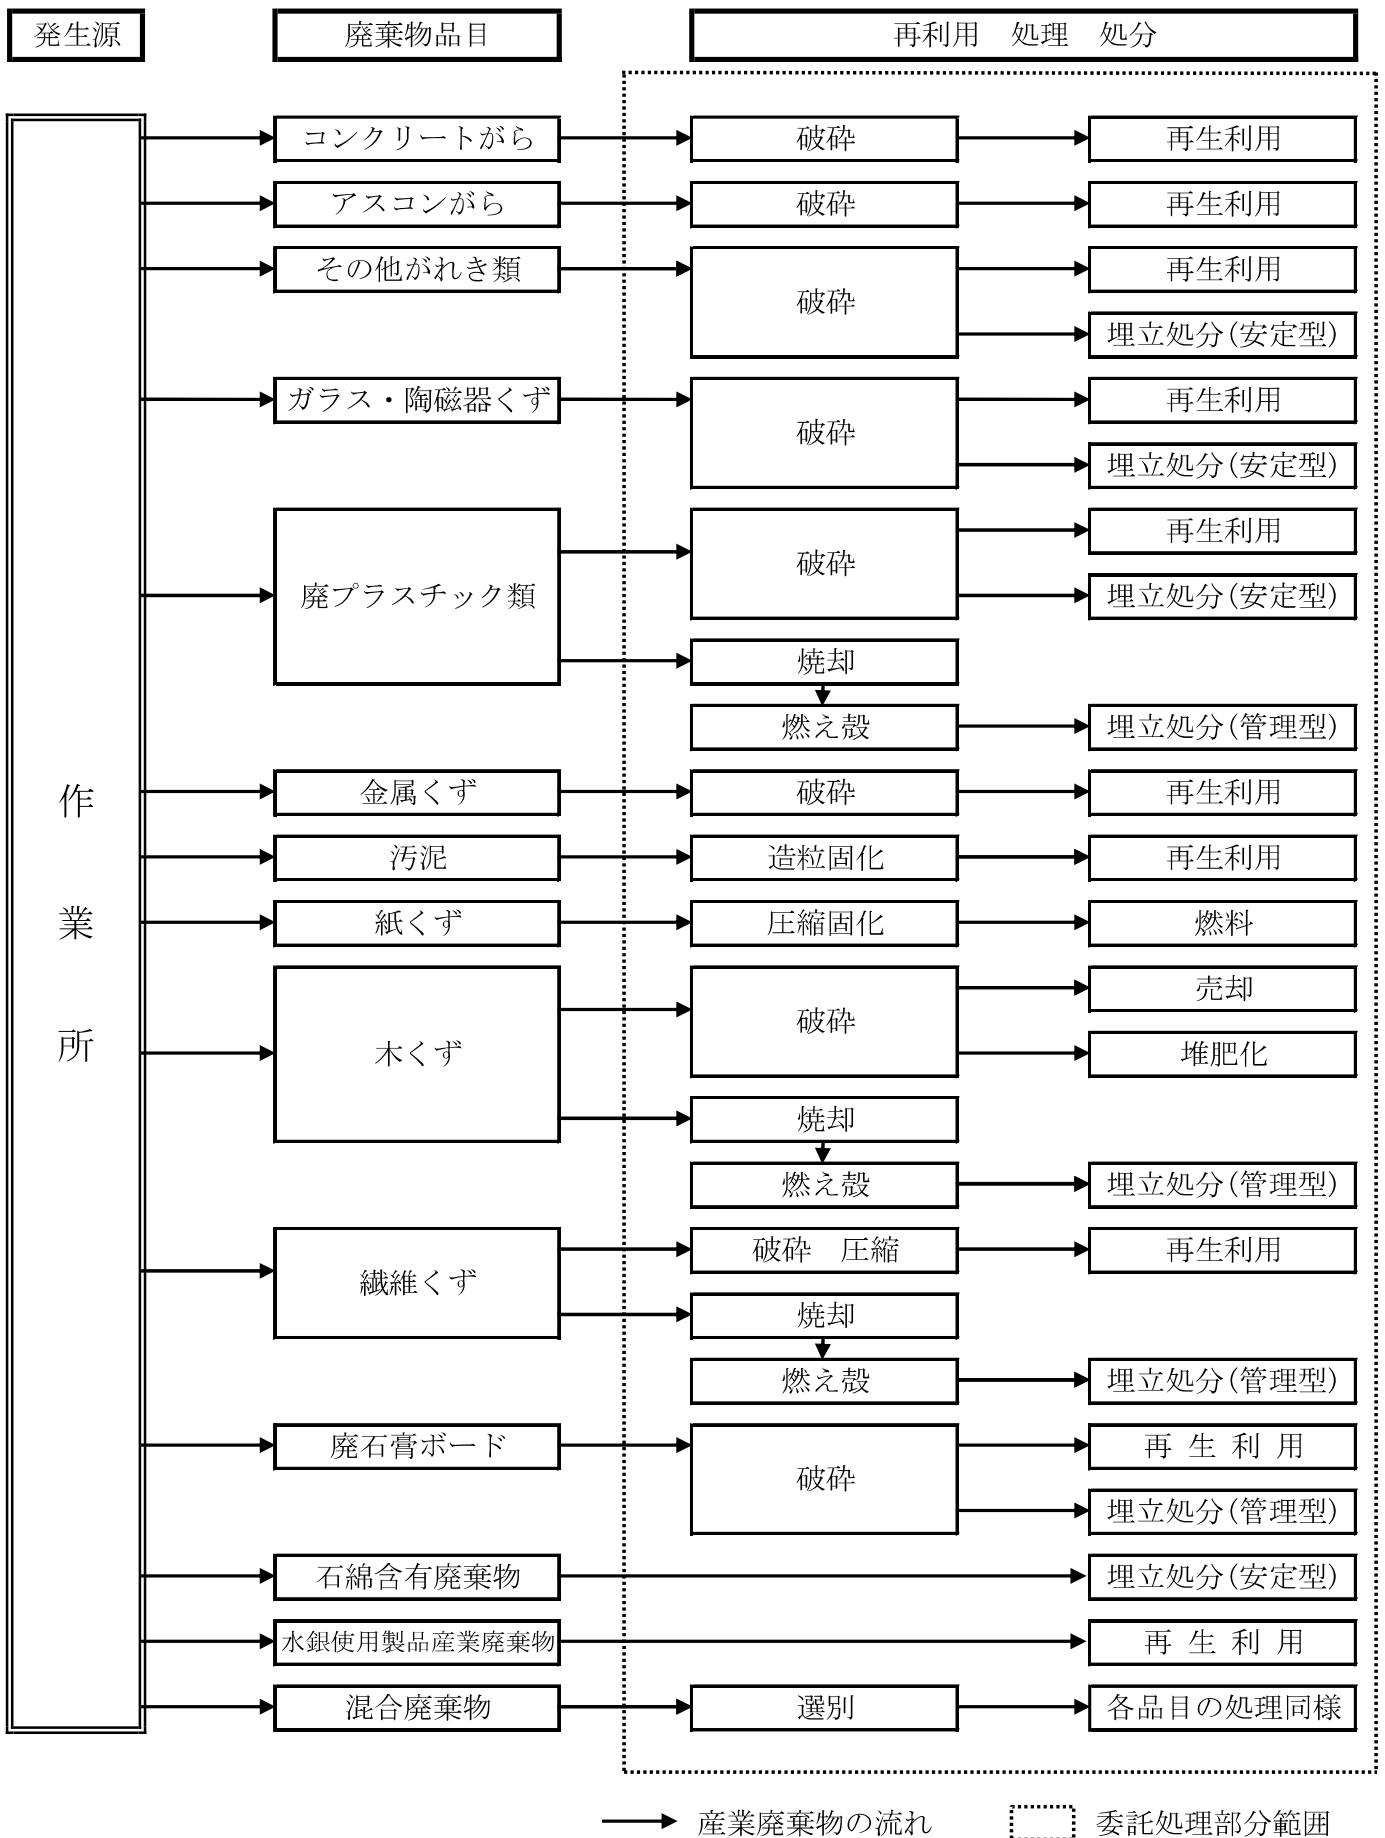 発生源　廃棄物品目　再利用　処理　処分
コンクリートがら　破砕　再生利用
アスコンがら　破砕　再生利用
その他がれき類　破砕　再生利用
埋立処分(安定型)
ガラス・陶磁器くず　破砕　再生利用
埋立処分(安定型)
廃プラスチック類　破砕　再生利用
埋立処分(安定型)
焼却
燃え殻　埋立処分(管理型)
作業所
金属くず　破砕　再生利用
汚泥　造粒固化　再生利用
紙くず　圧縮固化　燃料
木くず　破砕　売却
堆肥化
焼却
燃え殻　埋立処分(管理型)
繊維くず　破砕　圧縮　再生利用
焼却
燃え殻　埋立処分(管理型)
廃石膏ボード　破砕　再 生 利 用
埋立処分(管理型)
石綿含有廃棄物　埋立処分(安定型)
水銀使用製品産業廃棄物　再 生 利 用
混合廃棄物　選別　各品目の処理同様
産業廃棄物の流れ　委託処理部分範囲